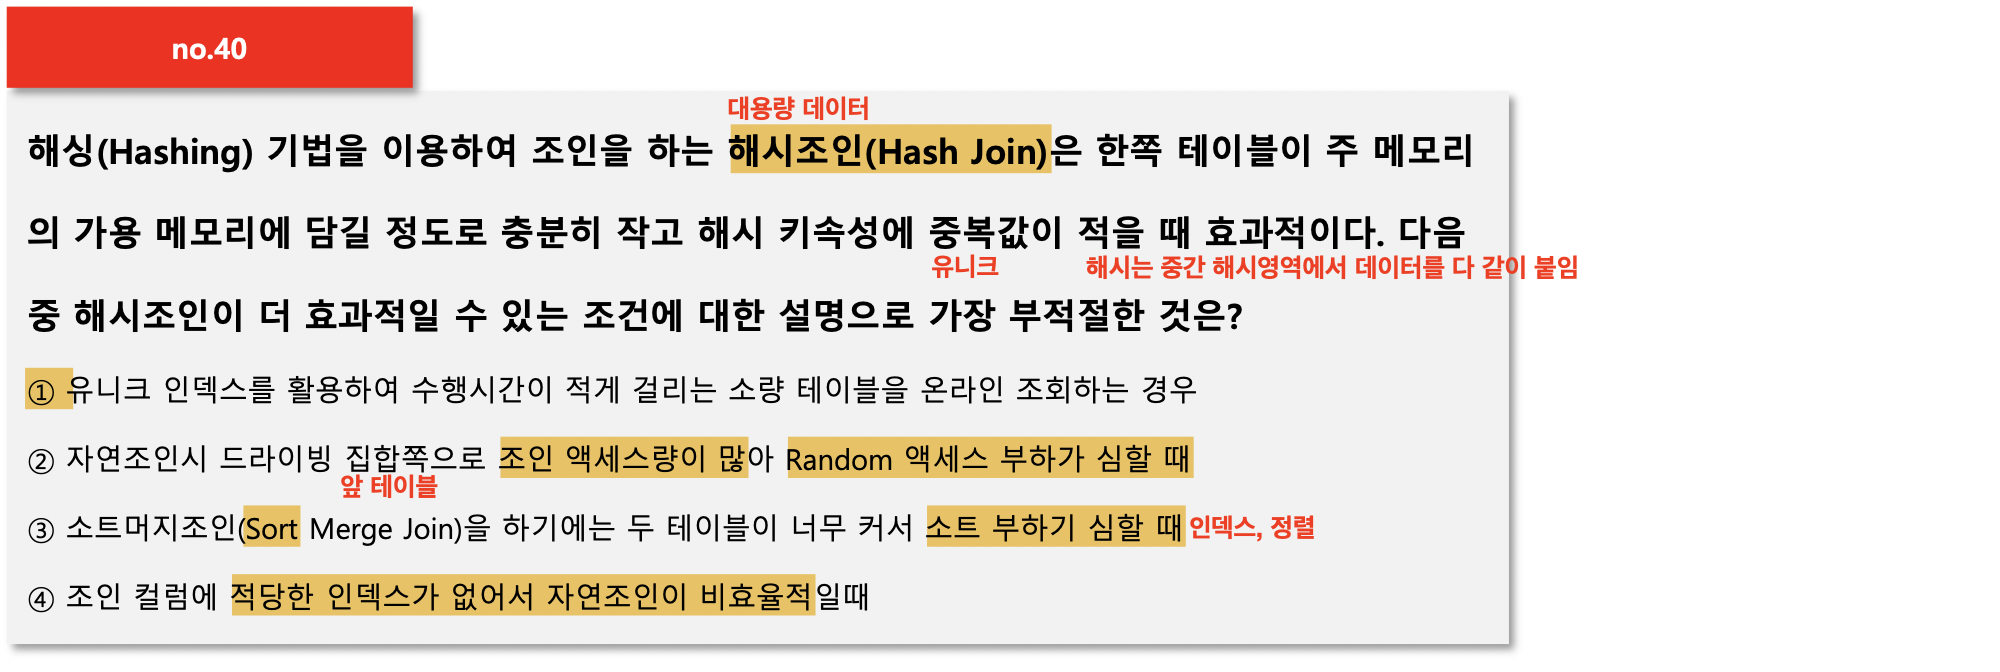 no.40
대용량 데이터
해싱(Hashing) 기법을 이용하여 조인을 하는 해시조인(Hash Join)은 한쪽 테이블이 주 메모리
의 가용 메모리에 담길 정도로 충분히 작고 해시 키속성에 중복값이 적을 때 효과적이다. 다음
유니크 해시는 중간 해시영역에서 데이터를 다 같이 붙임
중 해시조인이 더 효과적일 수 있는 조건에 대한 설명으로 가장 부적절한 것은?
① 유니크 인덱스를 활용하여 수행시간이 적게 걸리는 소량 테이블을 온라인 조회하는 경우
② 자연조인시 드라이빙 집합쪽으로 조인 액세스량이 많아 Random 액세스 부하가 심할 때
앞 테이블
③ 소트머지조인(Sort Merge Join)을 하기에는 두 테이블이 너무 커서 소트 부하기 심할 때 인덱스, 정렬
④ 조인 컬럼에 적당한 인덱스가 없어서 자연조인이 비효율적일때